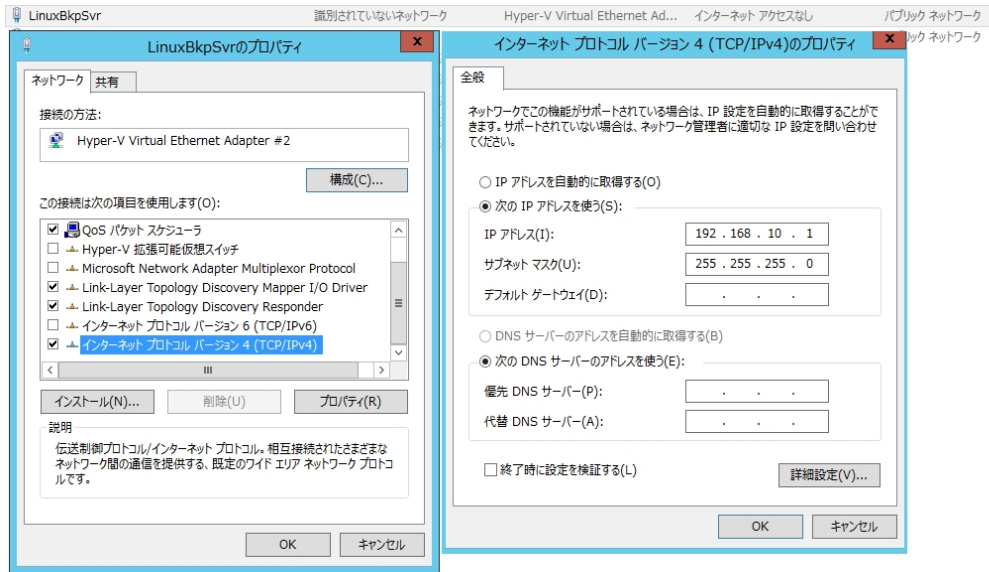 LinuxBkpSvr 識別されていないネットワーク Hyper-V Virtual Ethernet Ad... インターネット アクセスなし パブリック ネットワーク
ブリック ネットワーク
LinuxBkpSvrのプロパティ x
ネットワーク 共有
接続の方法:
Hyper-V Virtual Ethernet Adapter #2
構成(C)...
この接続は次の項目を使用します(O):
QoS パケット スケジューラ
Hyper-V 拡張可能仮想スイッチ
Microsoft Network Adapter Multiplexor Protocol
Link-Layer Topology Discovery Mapper I/O Driver
Link-Layer Topology Discovery Responder
インターネット プロトコル バージョン 6 (TCP/IPv6)
インターネット プロトコル バージョン 4 (TCP/IPv4)
インストール(N)... 削除(U) プロパティ(R)
説明
伝送制御プロトコル/インターネット プロトコル。相互接続されたさまざまな
ネットワーク間の通信を提供する、既定のワイド エリア ネットワーク プロトコ
ルです。
OK キャンセル
インターネット プロトコル バージョン 4 (TCP/IPv4)のプロパティ x
全般
ネットワークでこの機能がサポートされている場合は、IP 設定を自動的に取得することがで
きます。サポートされていない場合は、ネットワーク管理者に適切な IP 設定を問い合わせ
てください。
IP アドレスを自動的に取得する(O)
次の IP アドレスを使う(S):
IP アドレス(I): 192 . 168 . 10 . 1
サブネット マスク(U): 255 . 255 . 255 . 0
デフォルト ゲートウェイ(D): . . .
DNS サーバーのアドレスを自動的に取得する(B)
次の DNS サーバーのアドレスを使う(E):
優先 DNS サーバー(P): . . .
代替 DNS サーバー(A): . . .
終了時に設定を検証する(L)
詳細設定(V)...
OK キャンセル